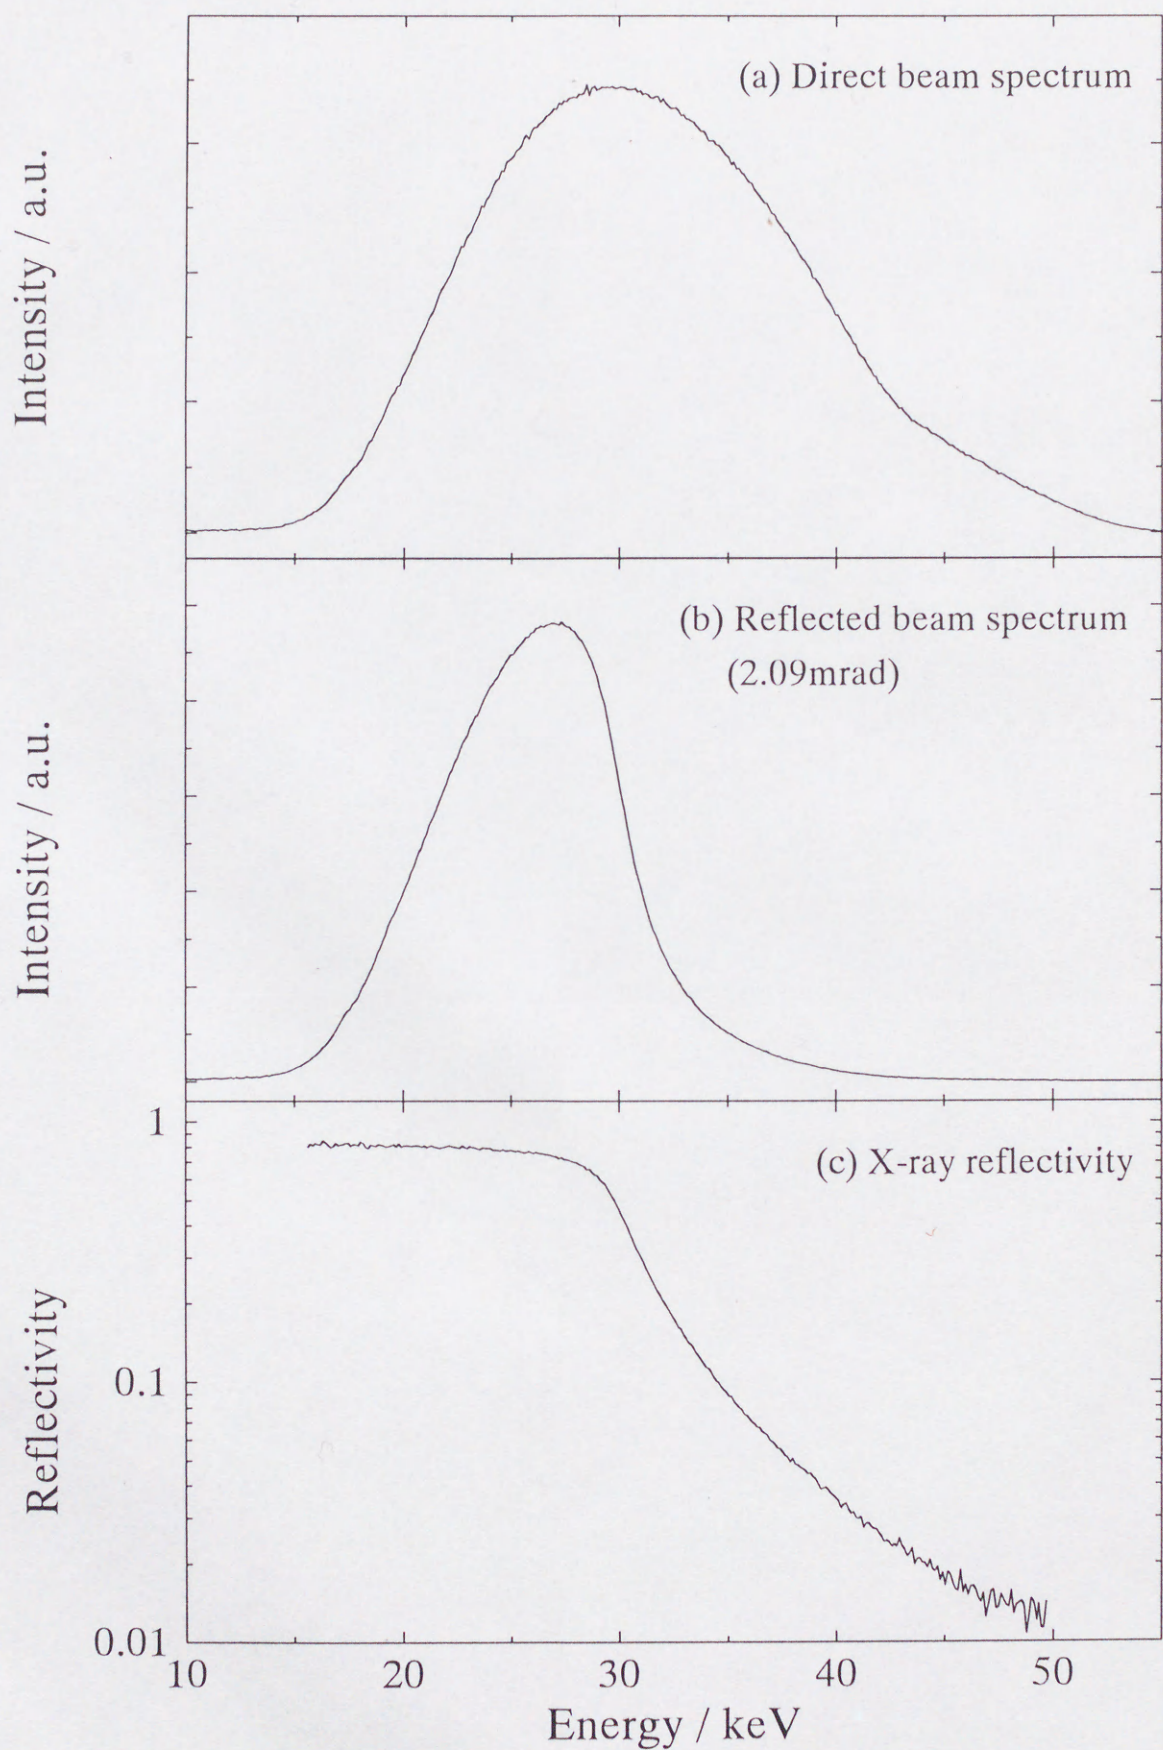 (a) Direct beam spectrum
Intensity / a.u.
(b) Reflected beam spectrum
(2.09mrad)
Intensity / a.u.
1
(c) X-ray reflectivity
Reflectivity
0.1
0.01
10 20 30 40 50
Energy / keV